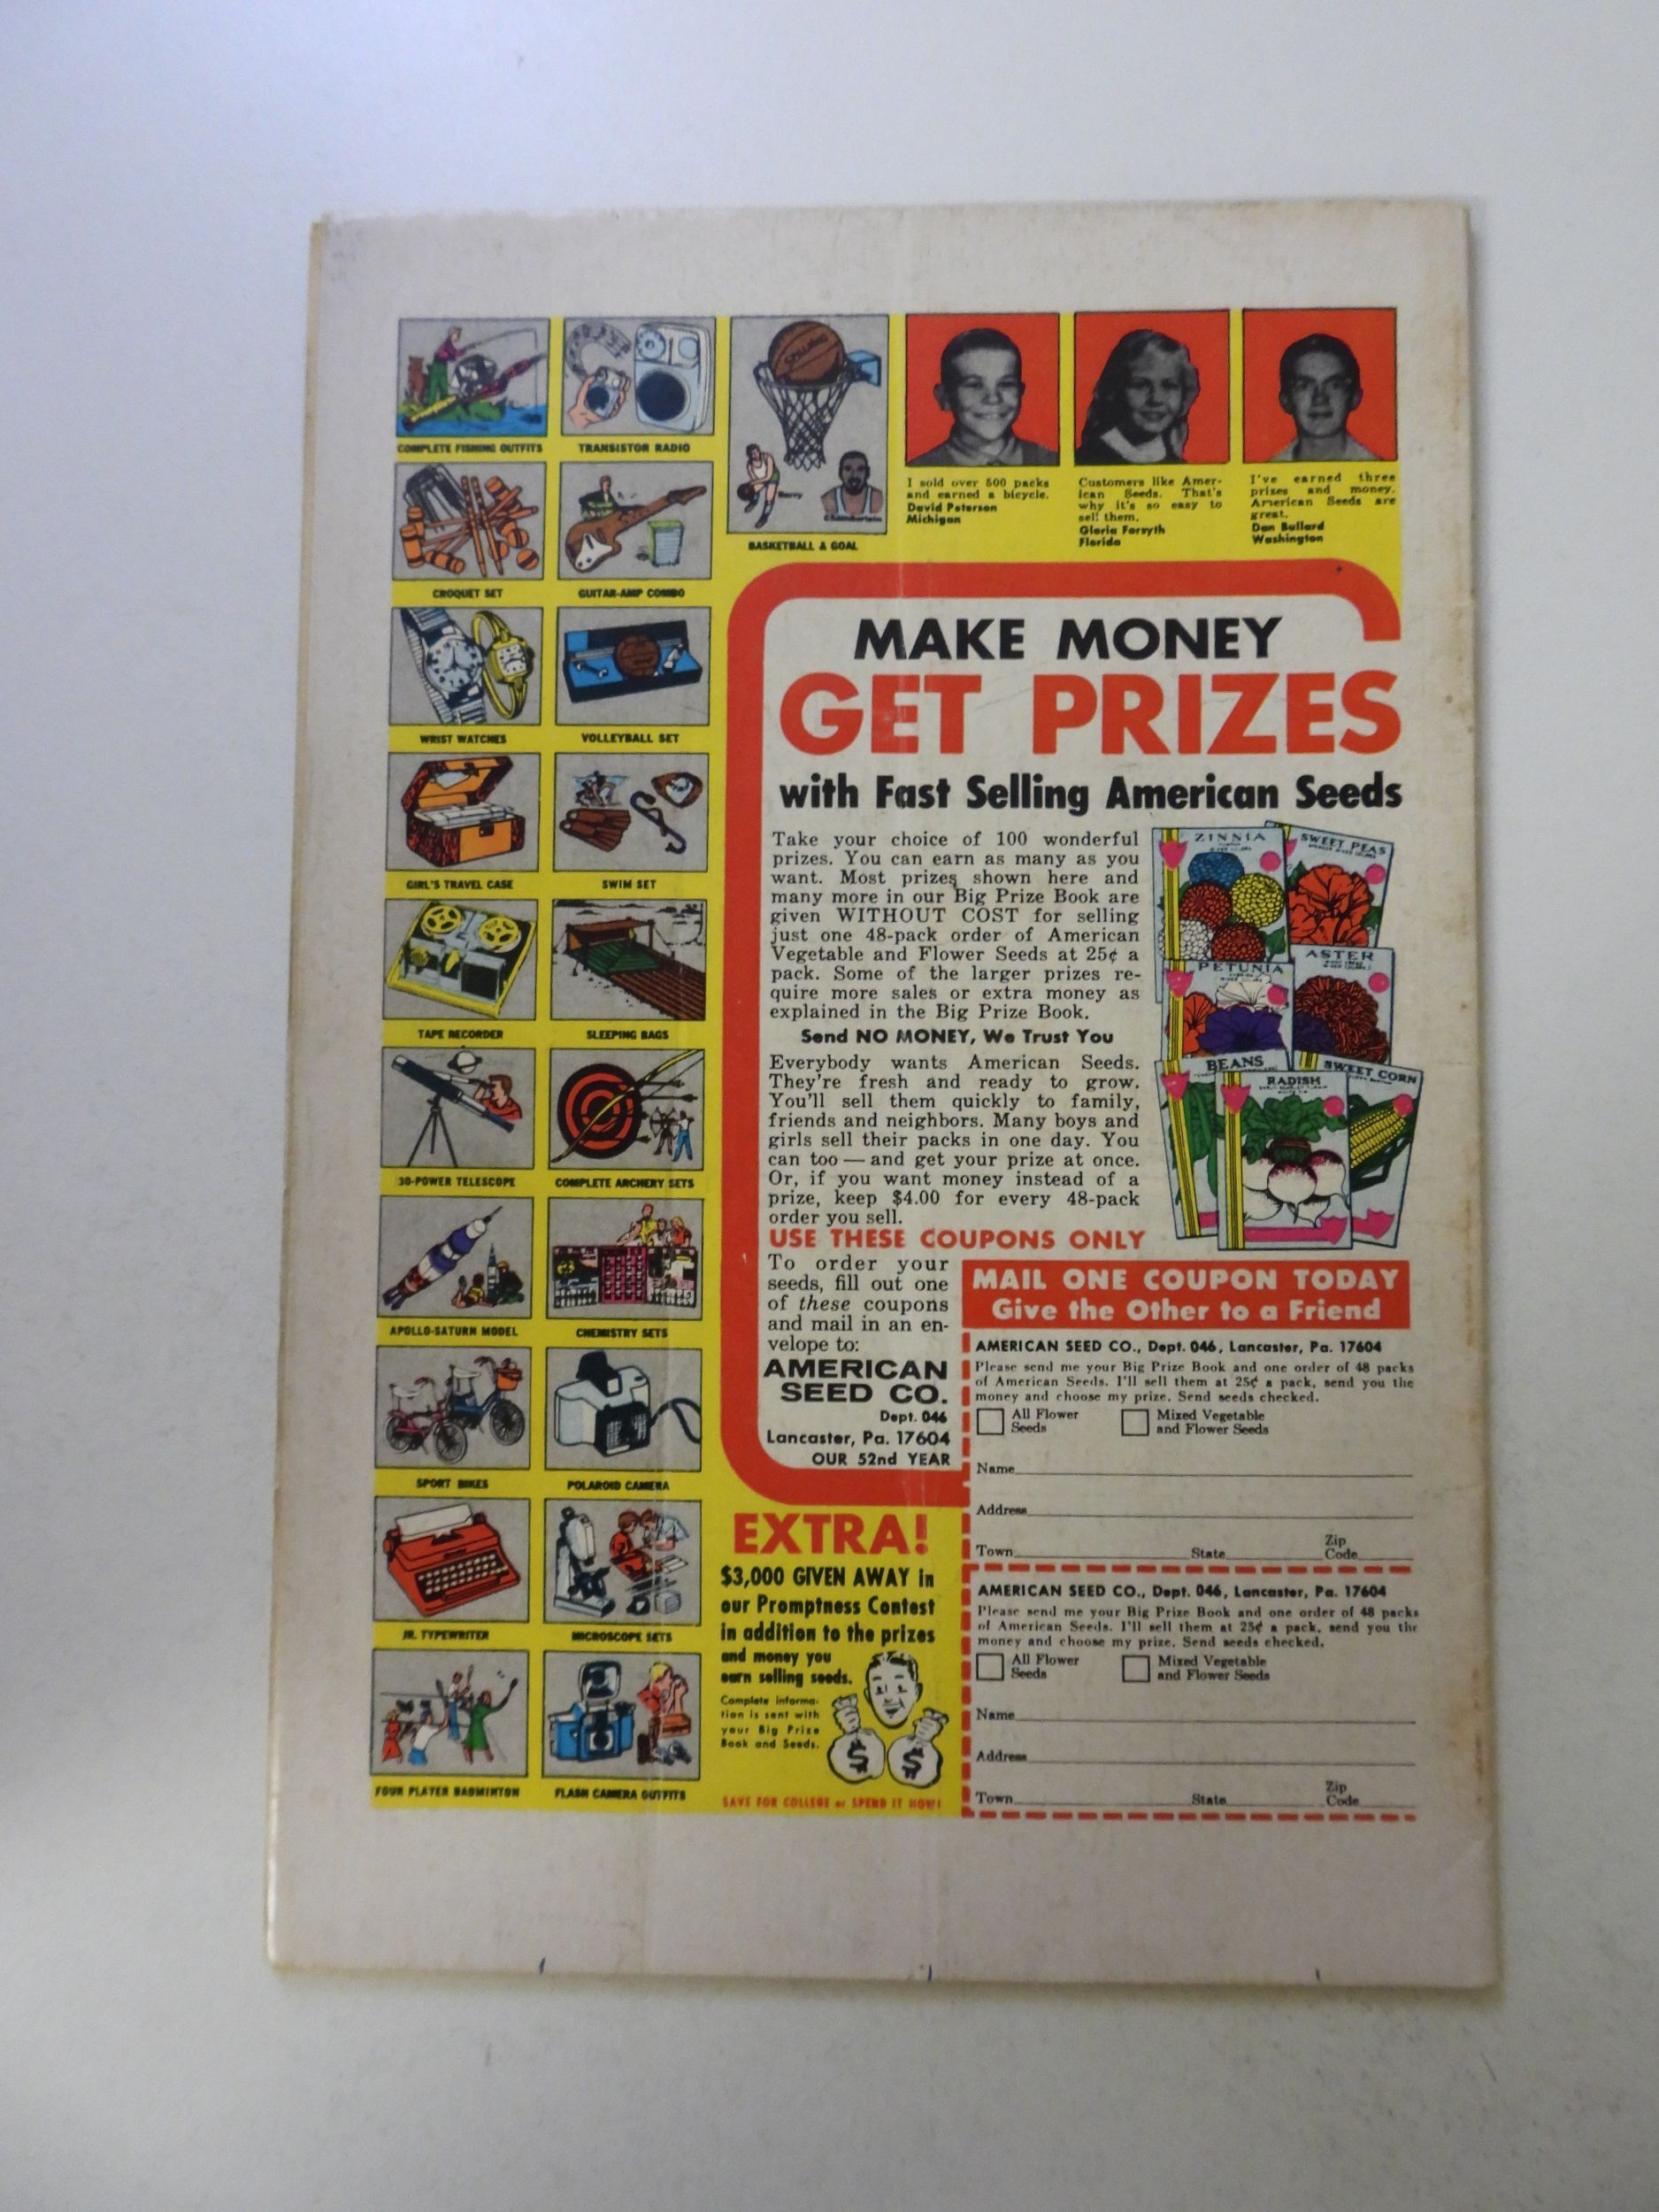 COMPLETE FISHING OUTFITS
TRANSISTOR RADIO
SPALDING
Barry
Chamberlain
BASKETBALL & GOAL
CROQUET SET
GUITAR-AMP COMBO
WRIST WATCHES
VOLLEYBALL SET
GIRL'S TRAVEL CASE
SWIM SET
TAPE RECORDER
SLEEPING BAGS
30-POWER TELESCOPE
COMPLETE ARCHERY SETS
APOLLO-SATURN MODEL
CHEMISTRY SETS
SPORT BIKES
POLAROID CAMERA
JR. TYPEWRITER
MICROSCOPE SETS
FOUR PLAYER BADMINTON
FLASH CAMERA OUTFITS
I sold over 500 packs
and earned a bicycle.
David Peterson
Michigan
Customers like Amer-
ican Seeds. That's
why it's so easy to
sell them.
Gloria Forsyth
Florida
I've earned three
prizes and money.
American Seeds are
great.
Dan Bullard
Washington
MAKE MONEY
GET PRIZES
with Fast Selling American Seeds
Take your choice of 100 wonderful
prizes. You can earn as many as you
want. Most prizes shown here and
many more in our Big Prize Book are
given WITHOUT COST for selling
just one 48-pack order of American
Vegetable and Flower Seeds at 25¢ a
pack. Some of the larger prizes re-
quire more sales or extra money as
explained in the Big Prize Book.
Send NO MONEY, We Trust You
Everybody wants American Seeds.
They're fresh and ready to grow.
You'll sell them quickly to family,
friends and neighbors. Many boys and
girls sell their packs in one day. You
can too — and get your prize at once.
Or, if you want money instead of a
prize, keep $4.00 for every 48-pack
order you sell.
ZINNIA
SWEET PEAS
PETUNIA
ASTER
BEANS
RADISH
SWEET CORN
USE THESE COUPONS ONLY
To order your
seeds, fill out one
of these coupons
and mail in an en-
velope to:
AMERICAN
SEED CO.
Dept. 046
Lancaster, Pa. 17604
OUR 52nd YEAR
MAIL ONE COUPON TODAY
Give the Other to a Friend
AMERICAN SEED CO., Dept. 046, Lancaster, Pa. 17604
Please send me your Big Prize Book and one order of 48 packs
of American Seeds. I'll sell them at 25¢ a pack, send you the
money and choose my prize. Send seeds checked.
All Flower
Seeds
Mixed Vegetable
and Flower Seeds
Name
Address
Town State Zip
Code
AMERICAN SEED CO., Dept. 046, Lancaster, Pa. 17604
Please send me your Big Prize Book and one order of 48 packs
of American Seeds. I'll sell them at 25¢ a pack, send you the
money and choose my prize. Send seeds checked.
All Flower
Seeds
Mixed Vegetable
and Flower Seeds
Name
Address
Town State Zip
Code
EXTRA!
$3,000 GIVEN AWAY in
our Promptness Contest
in addition to the prizes
and money you
earn selling seeds.
Complete informa-
tion is sent with
your Big Prize
Book and Seeds.
$ $
SAVE FOR COLLEGE or SPEND IT NOW!